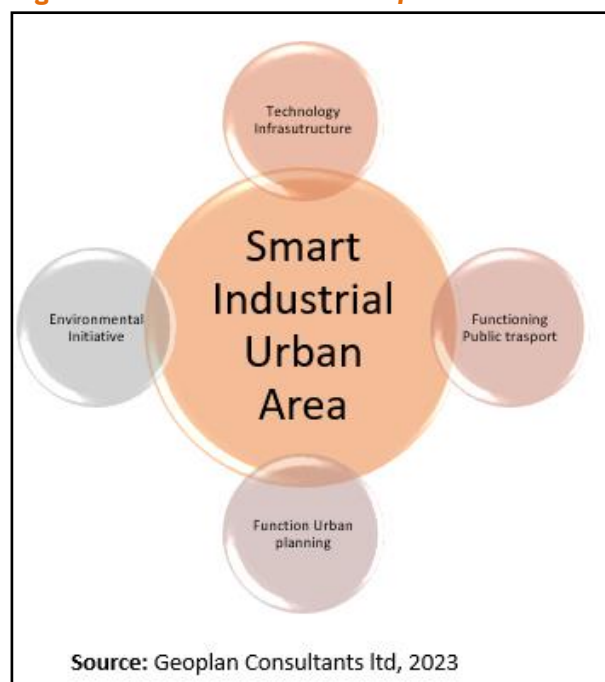 Technology
Infrasutructure
Smart
Industrial
Urban
Area
Environmental
Initiative
Functioning
Public trasport
Function Urban
planning
Source: Geoplan Consultants ltd, 2023